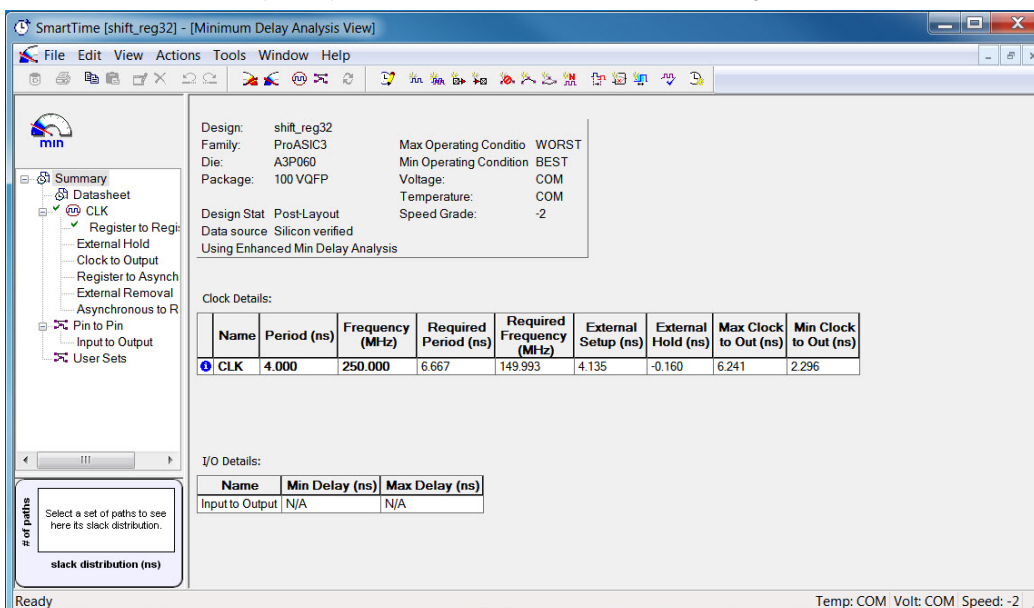 SmartTime [shift_reg32] - [Minimum Delay Analysis View]
File Edit View Actions Tools Window Help
min
Summary
Datasheet
CLK
Register to Regi
External Hold
Clock to Output
Register to Asynch
External Removal
Asynchronous to R
Pin to Pin
Input to Output
User Sets
# of paths
Select a set of paths to see
here its slack distribution.
slack distribution (ns)
Design: shift_reg32
Family: ProASIC3 Max Operating Conditio WORST
Die: A3P060 Min Operating Condition BEST
Package: 100 VQFP Voltage: COM
Temperature: COM
Design Stat Post-Layout Speed Grade: -2
Data source Silicon verified
Using Enhanced Min Delay Analysis
Clock Details:
Name Period (ns) Frequency (MHz) Required Period (ns) Required Frequency (MHz) External Setup (ns) External Hold (ns) Max Clock to Out (ns) Min Clock to Out (ns)
CLK 4.000 250.000 6.667 149.993 4.135 -0.160 6.241 2.296
I/O Details:
Name Min Delay (ns) Max Delay (ns)
Input to Output N/A N/A
Ready Temp: COM Volt: COM Speed: -2